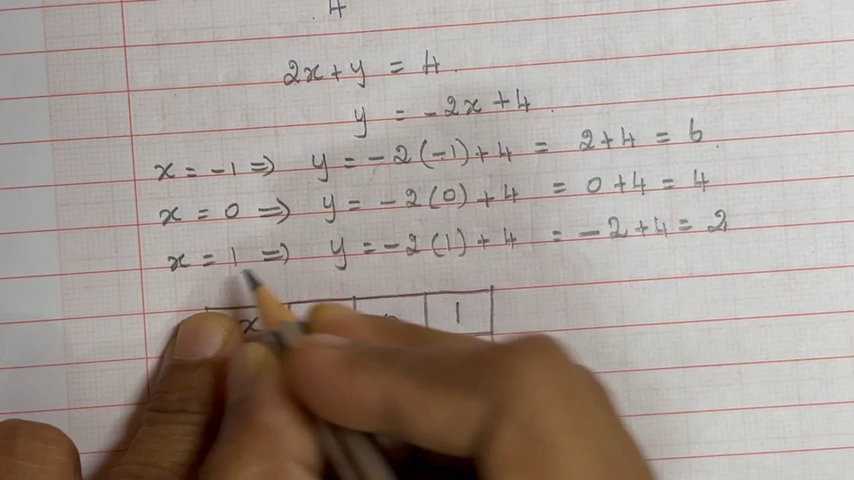 4
2x + y = 4
y = -2x + 4
x = -1 ⇒ y = -2(-1) + 4 = 2 + 4 = 6
x = 0 ⇒ y = -2(0) + 4 = 0 + 4 = 4
x = 1 ⇒ y = -2(1) + 4 = -2 + 4 = 2
x 1